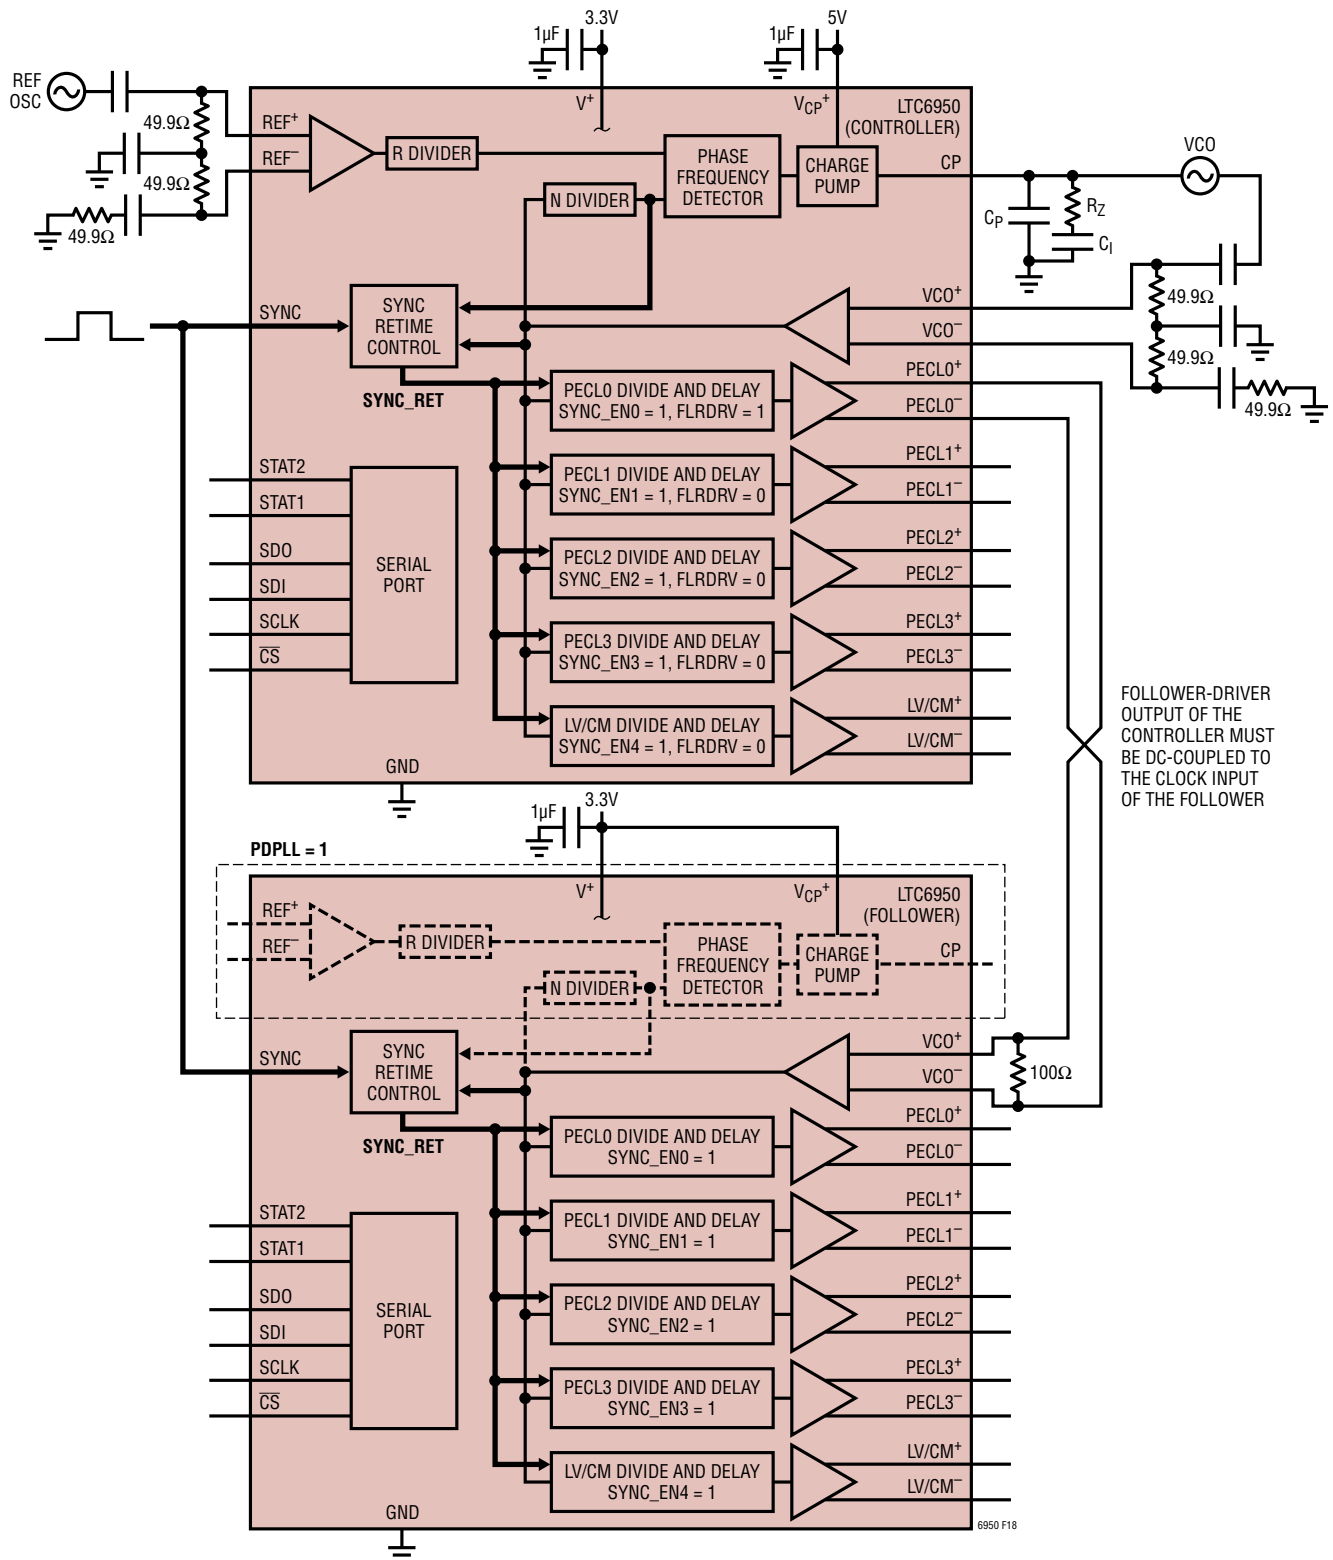 3.3V
5V
1µF
1µF
REF
OSC
49.9Ω
49.9Ω
49.9Ω
V+
VCP+
LTC6950
(CONTROLLER)
REF+
REF–
R DIVIDER
PHASE
FREQUENCY
DETECTOR
CHARGE
PUMP
CP
VCO
N DIVIDER
CP
RZ
CI
SYNC
SYNC
RETIME
CONTROL
SYNC_RET
VCO+
VCO–
49.9Ω
49.9Ω
49.9Ω
PECL0 DIVIDE AND DELAY
SYNC_EN0 = 1, FLRDRV = 1
PECL0+
PECL0–
PECL1 DIVIDE AND DELAY
SYNC_EN1 = 1, FLRDRV = 0
PECL1+
PECL1–
PECL2 DIVIDE AND DELAY
SYNC_EN2 = 1, FLRDRV = 0
PECL2+
PECL2–
PECL3 DIVIDE AND DELAY
SYNC_EN3 = 1, FLRDRV = 0
PECL3+
PECL3–
LV/CM DIVIDE AND DELAY
SYNC_EN4 = 1, FLRDRV = 0
LV/CM+
LV/CM–
STAT2
STAT1
SDO
SDI
SCLK
CS
SERIAL
PORT
GND
FOLLOWER-DRIVER
OUTPUT OF THE
CONTROLLER MUST
BE DC-COUPLED TO
THE CLOCK INPUT
OF THE FOLLOWER
3.3V
1µF
PDPLL = 1
V+
VCP+
LTC6950
(FOLLOWER)
REF+
REF–
R DIVIDER
PHASE
FREQUENCY
DETECTOR
CHARGE
PUMP
CP
N DIVIDER
SYNC
SYNC
RETIME
CONTROL
SYNC_RET
VCO+
VCO–
100Ω
PECL0 DIVIDE AND DELAY
SYNC_EN0 = 1
PECL0+
PECL0–
PECL1 DIVIDE AND DELAY
SYNC_EN1 = 1
PECL1+
PECL1–
PECL2 DIVIDE AND DELAY
SYNC_EN2 = 1
PECL2+
PECL2–
PECL3 DIVIDE AND DELAY
SYNC_EN3 = 1
PECL3+
PECL3–
LV/CM DIVIDE AND DELAY
SYNC_EN4 = 1
LV/CM+
LV/CM–
STAT2
STAT1
SDO
SDI
SCLK
CS
SERIAL
PORT
GND
6950 F18